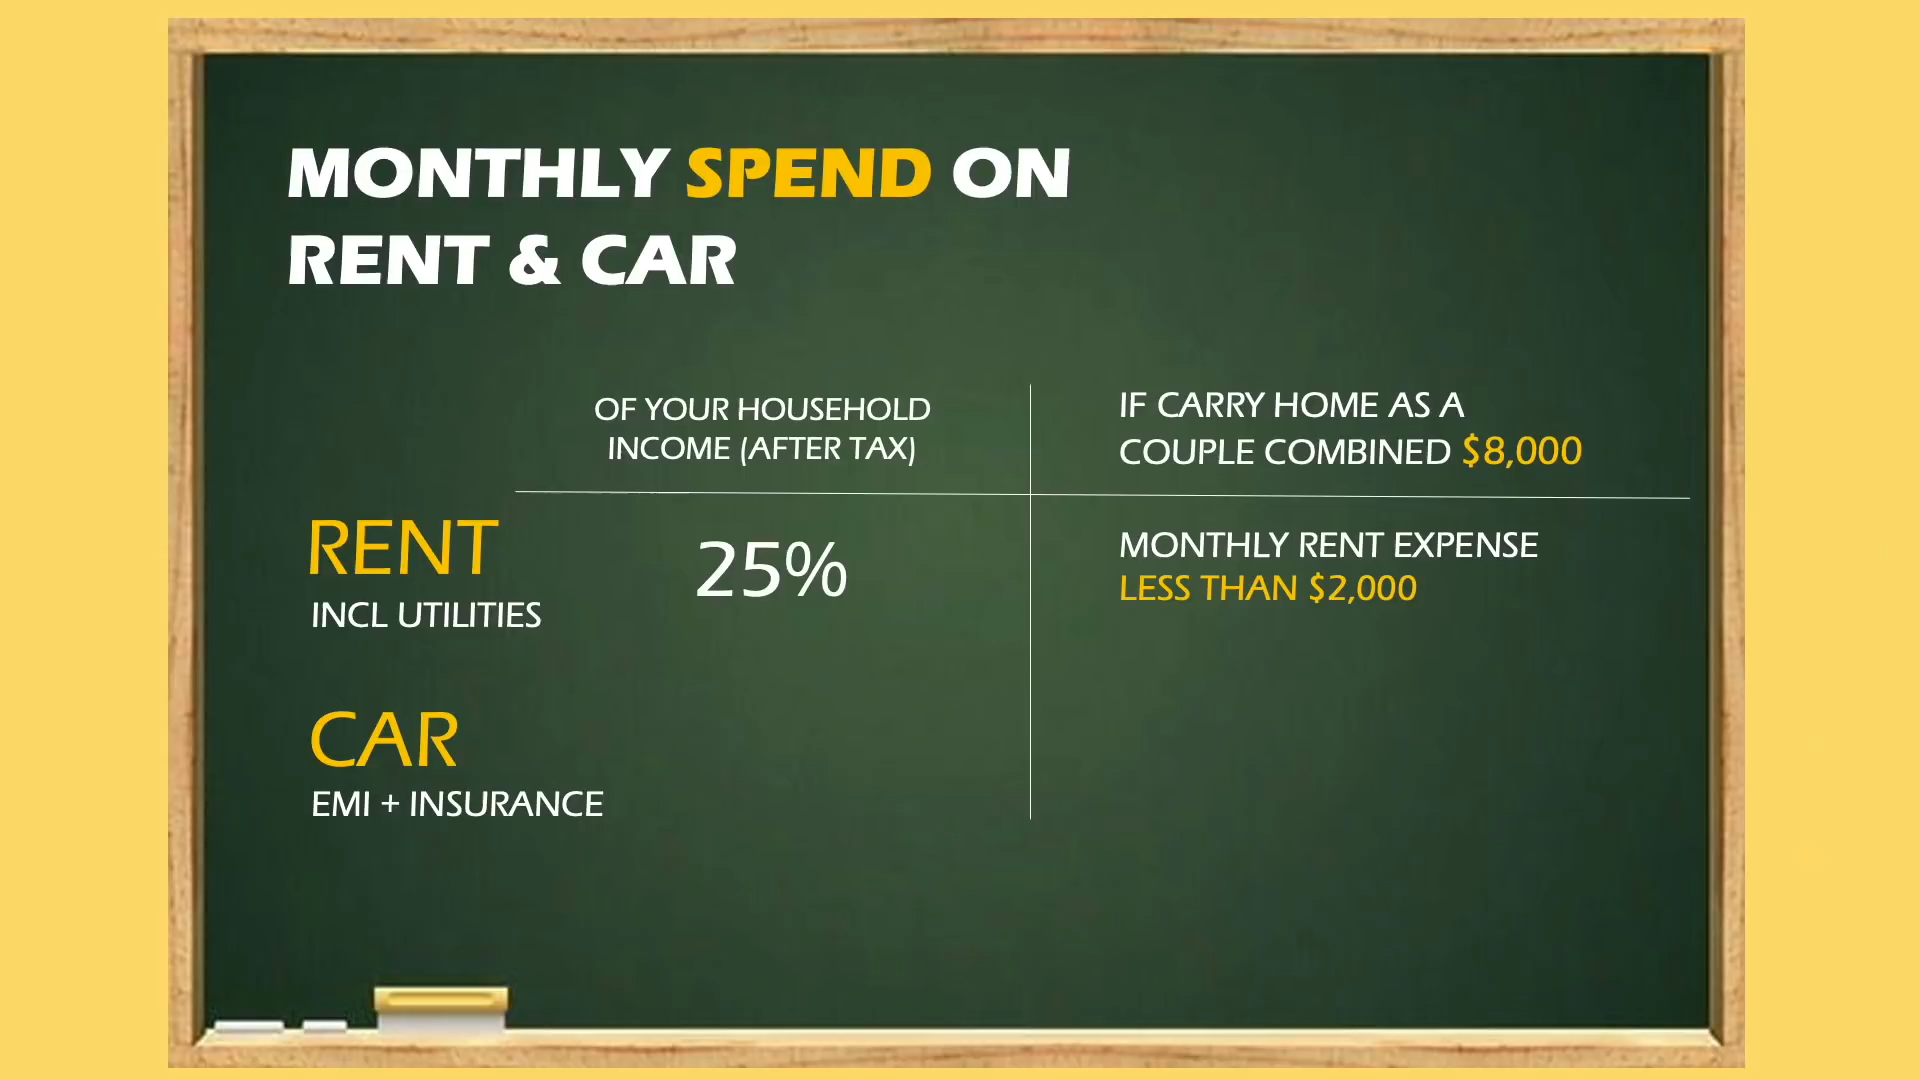 MONTHLY SPEND ON
RENT & CAR
OF YOUR HOUSEHOLD
INCOME (AFTER TAX)
IF CARRY HOME AS A
COUPLE COMBINED $8,000
RENT
INCL UTILITIES
25%
MONTHLY RENT EXPENSE
LESS THAN $2,000
CAR
EMI + INSURANCE